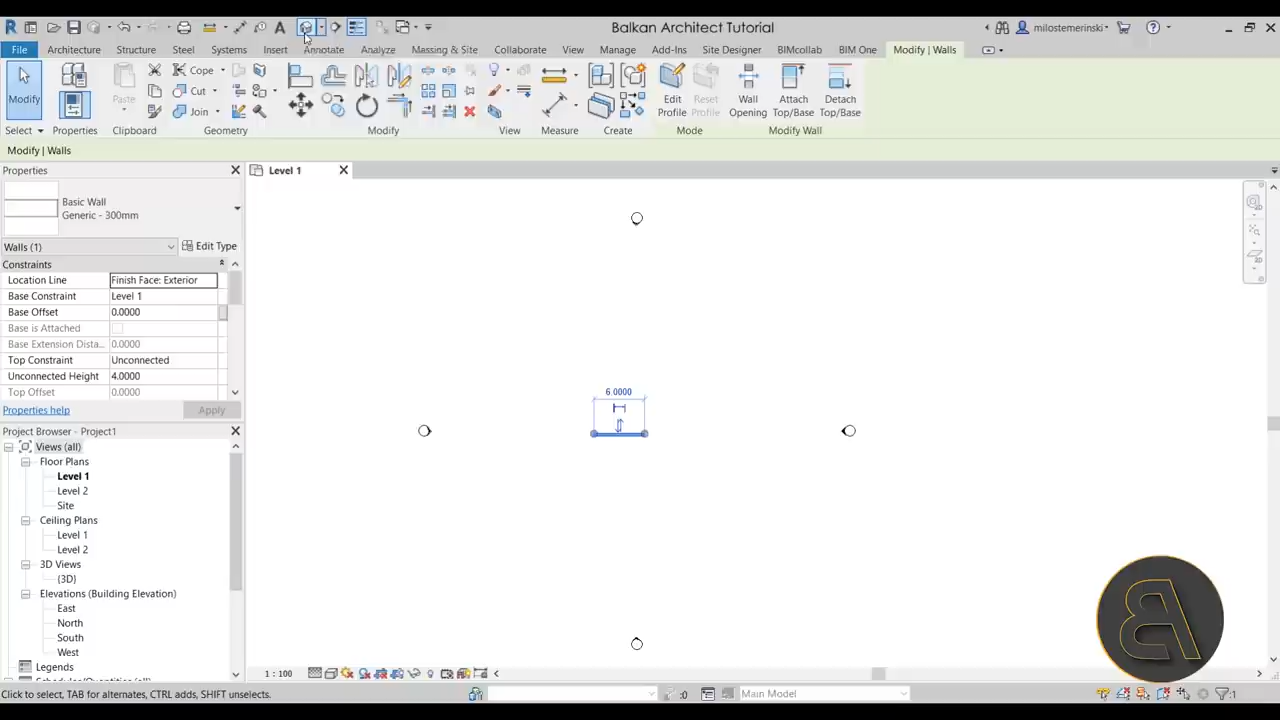 Balkan Architect Tutorial
milostemerinski
File Architecture Structure Steel Systems Insert Annotate Analyze Massing & Site Collaborate View Manage Add-Ins Site Designer BIMcollab BIM One Modify | Walls
Modify
Paste
Cope
Cut
Join
Edit Profile
Reset Profile
Wall Opening
Attach Top/Base
Detach Top/Base
Select Properties Clipboard Geometry Modify View Measure Create Mode Modify Wall
Modify | Walls
Properties
Level 1
Basic Wall
Generic - 300mm
Walls (1) Edit Type
Constraints
Location Line Finish Face: Exterior
Base Constraint Level 1
Base Offset 0.0000
Base is Attached
Base Extension Dista... 0.0000
Top Constraint Unconnected
Unconnected Height 4.0000
Top Offset 0.0000
Properties help Apply
6.0000
Project Browser - Project1
Views (all)
Floor Plans
Level 1
Level 2
Site
Ceiling Plans
Level 1
Level 2
3D Views
{3D}
Elevations (Building Elevation)
East
North
South
West
Legends
Schedules/Quantities (all)
1 : 100
Click to select, TAB for alternates, CTRL adds, SHIFT unselects.
:0
Main Model
:1